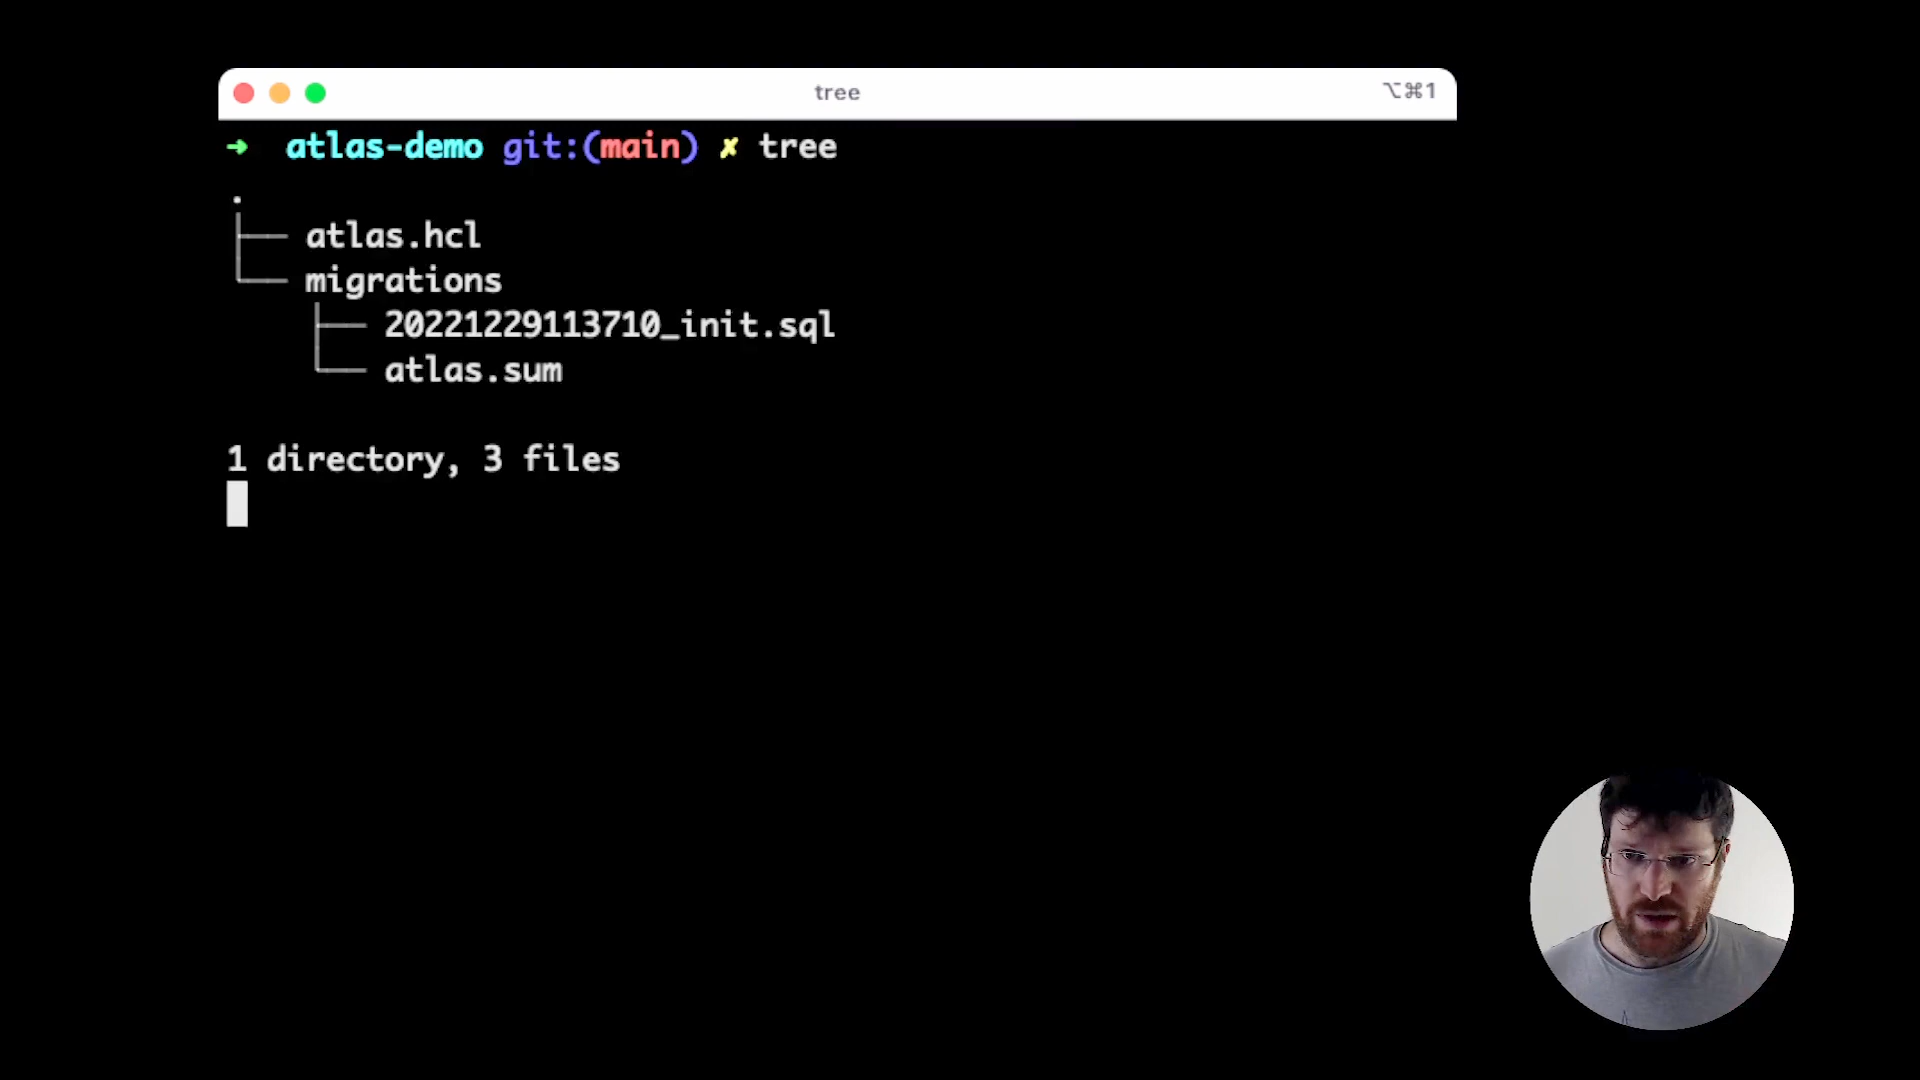 tree ⌥⌘1
➜ atlas-demo git:(main) ✗ tree
.
├── atlas.hcl
└── migrations
    ├── 20221229113710_init.sql
    └── atlas.sum
1 directory, 3 files